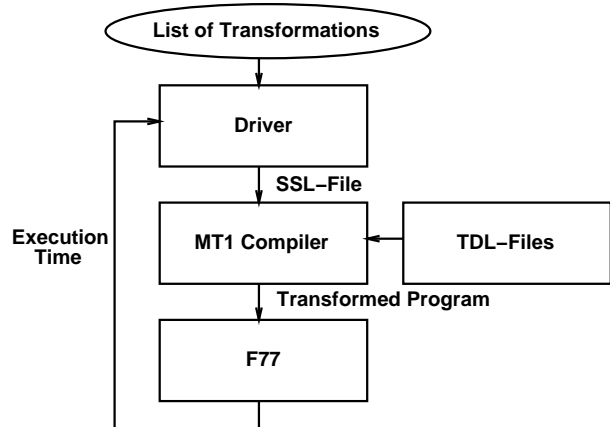 List of Transformations
Driver
SSL–File
Execution
Time
MT1 Compiler
TDL–Files
Transformed Program
F77